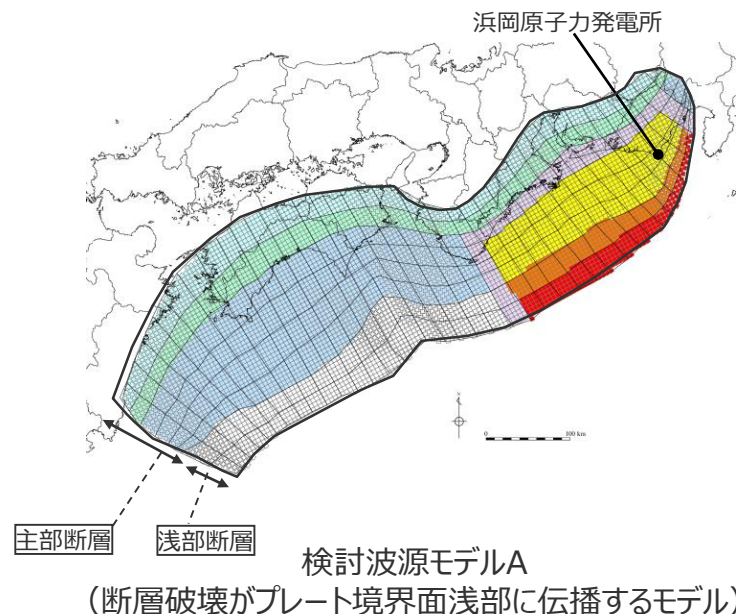 浜岡原子力発電所
0 100 km
主部断層
浅部断層
検討波源モデルA
（断層破壊がプレート境界面浅部に伝播するモデル）